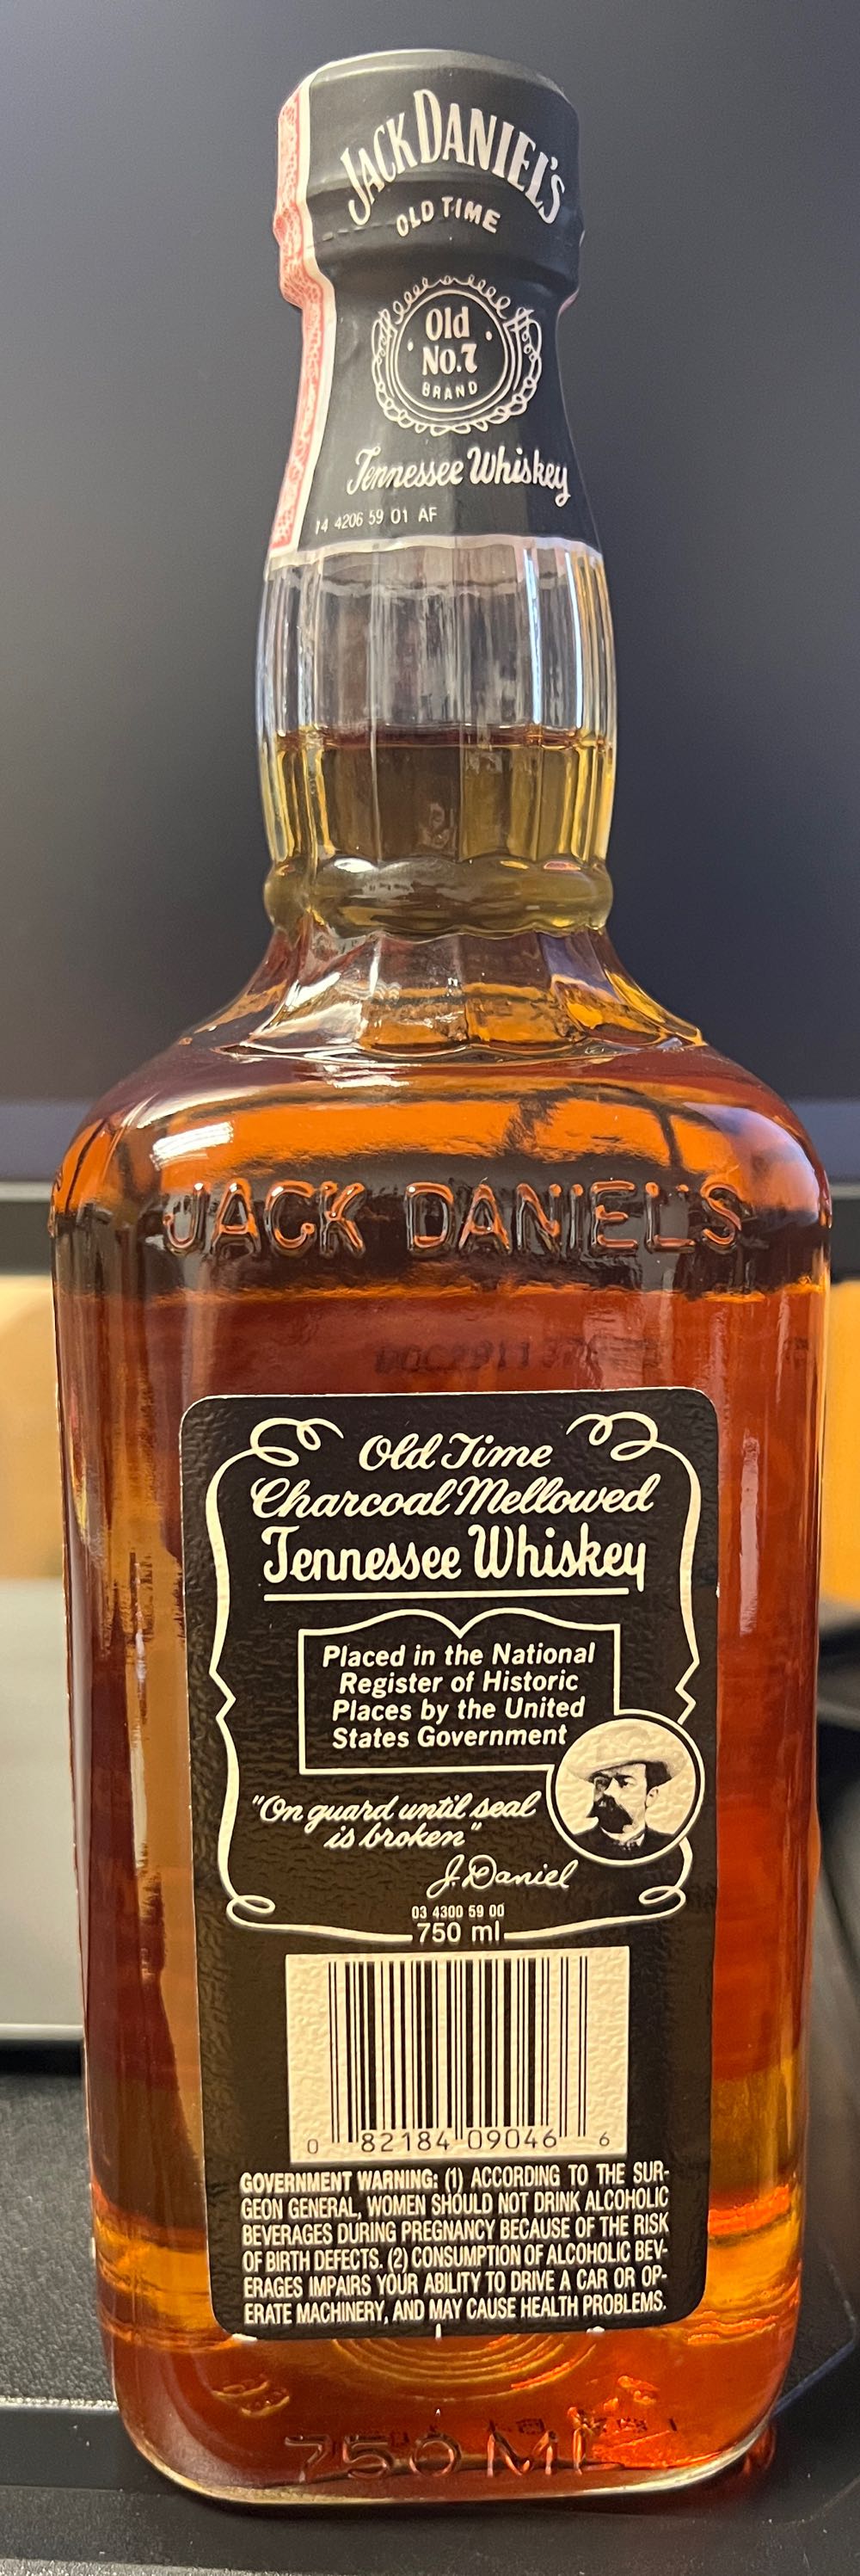 JACK DANIEL'S
OLD TIME
Old
No.7
BRAND
Tennessee Whiskey
14 4206 59 01 AF
JACK DANIEL'S
Old Time
Charcoal Mellowed
Tennessee Whiskey
Placed in the National
Register of Historic
Places by the United
States Government
"On guard until seal
is broken"
J. Daniel
03 4300 59 00
750 ml
0 82184 09046 6
GOVERNMENT WARNING: (1) ACCORDING TO THE SUR-
GEON GENERAL, WOMEN SHOULD NOT DRINK ALCOHOLIC
BEVERAGES DURING PREGNANCY BECAUSE OF THE RISK
OF BIRTH DEFECTS. (2) CONSUMPTION OF ALCOHOLIC BEV-
ERAGES IMPAIRS YOUR ABILITY TO DRIVE A CAR OR OP-
ERATE MACHINERY, AND MAY CAUSE HEALTH PROBLEMS.
750 ML